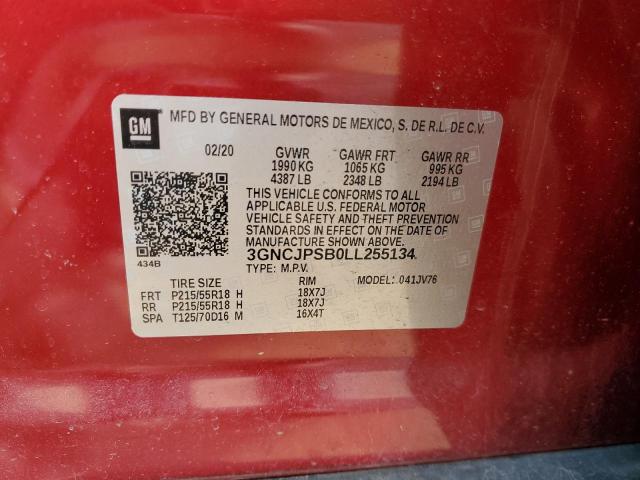 GM
MFD BY GENERAL MOTORS DE MEXICO, S. DE R.L. DE C.V.
02/20 GVWR GAWR FRT GAWR RR
1990 KG 1065 KG 995 KG
4387 LB 2348 LB 2194 LB
THIS VEHICLE CONFORMS TO ALL
APPLICABLE U.S. FEDERAL MOTOR
VEHICLE SAFETY AND THEFT PREVENTION
STANDARDS IN EFFECT ON THE DATE OF
MANUFACTURE SHOWN ABOVE.
3GNCJPSB0LL255134
434B TYPE: M.P.V.
TIRE SIZE RIM 041JV76
FRT P215/55R18 H 18X7J
RR P215/55R18 H 18X7J
SPA T125/70D16 M 16X4T